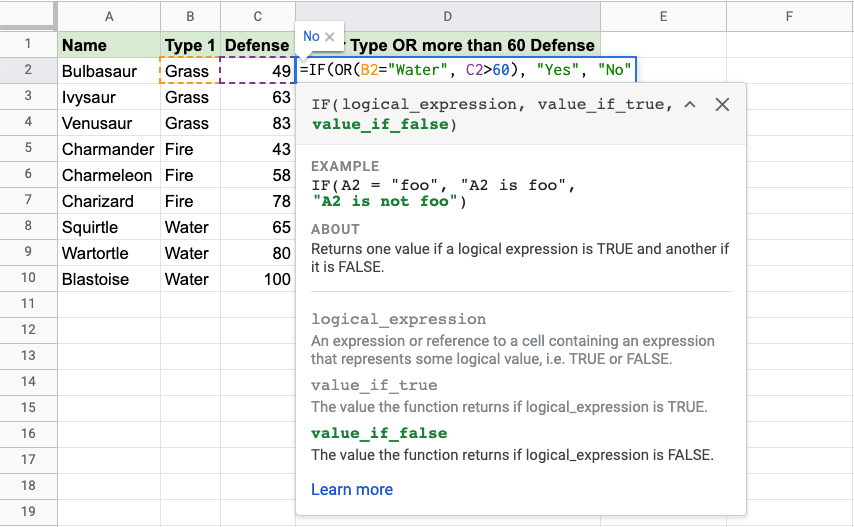 A B C D E F
No ×
1 Name Type 1 Defense Type OR more than 60 Defense
2 Bulbasaur Grass 49 =IF(OR(B2="Water", C2>60), "Yes", "No"
3 Ivysaur Grass 63
4 Venusaur Grass 83
5 Charmander Fire 43
6 Charmeleon Fire 58
7 Charizard Fire 78
8 Squirtle Water 65
9 Wartortle Water 80
10 Blastoise Water 100
11
12
13
14
15
16
17
18
19
IF(logical_expression, value_if_true,
value_if_false)
EXAMPLE
IF(A2 = "foo", "A2 is foo",
"A2 is not foo")
ABOUT
Returns one value if a logical expression is TRUE and another if
it is FALSE.
logical_expression
An expression or reference to a cell containing an expression
that represents some logical value, i.e. TRUE or FALSE.
value_if_true
The value the function returns if logical_expression is TRUE.
value_if_false
The value the function returns if logical_expression is FALSE.
Learn more